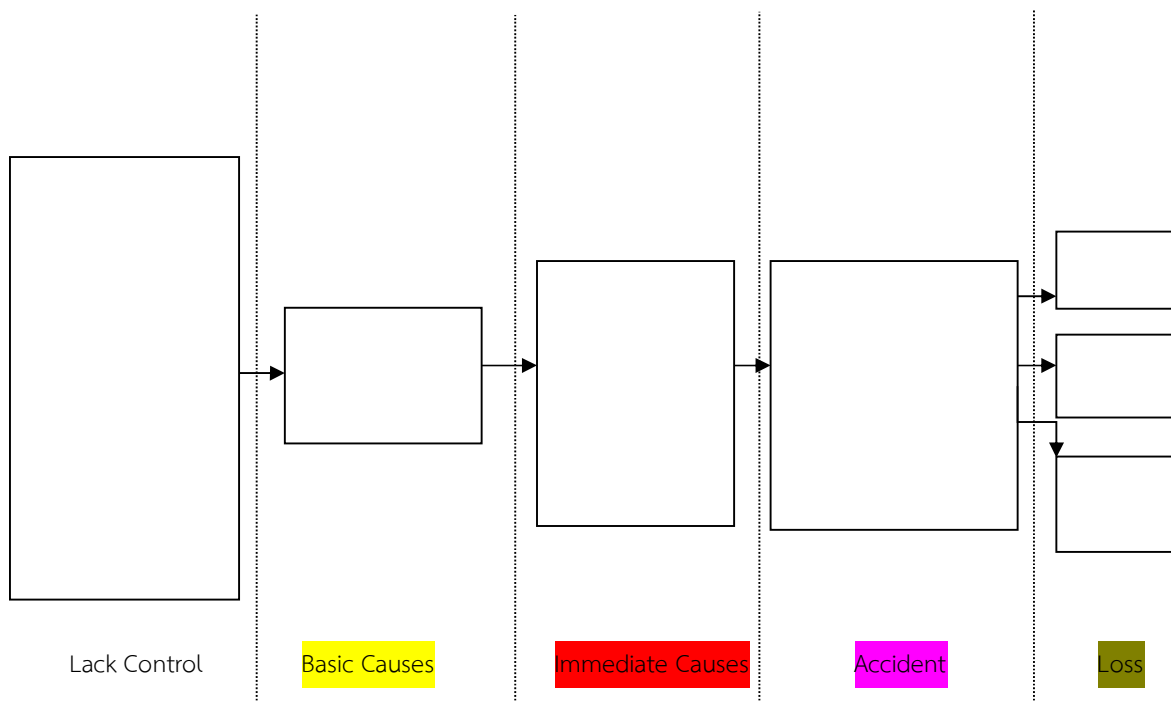 Lack Control
Basic Causes
Immediate Causes
Accident
Loss